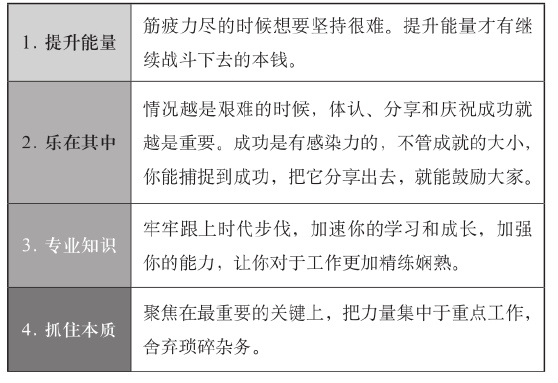 1. 提升能量
筋疲力尽的时候想要坚持很难。提升能量才有继
续战斗下去的本钱。
2. 乐在其中
情况越是艰难的时候，体认、分享和庆祝成功就
越是重要。成功是有感染力的，不管成就的大小，
你能捕捉到成功，把它分享出去，就能鼓励大家。
3. 专业知识
牢牢跟上时代步伐，加速你的学习和成长，加强
你的能力，让你对于工作更加精练娴熟。
4. 抓住本质
聚焦在最重要的关键上，把力量集中于重点工作，
舍弃琐碎杂务。